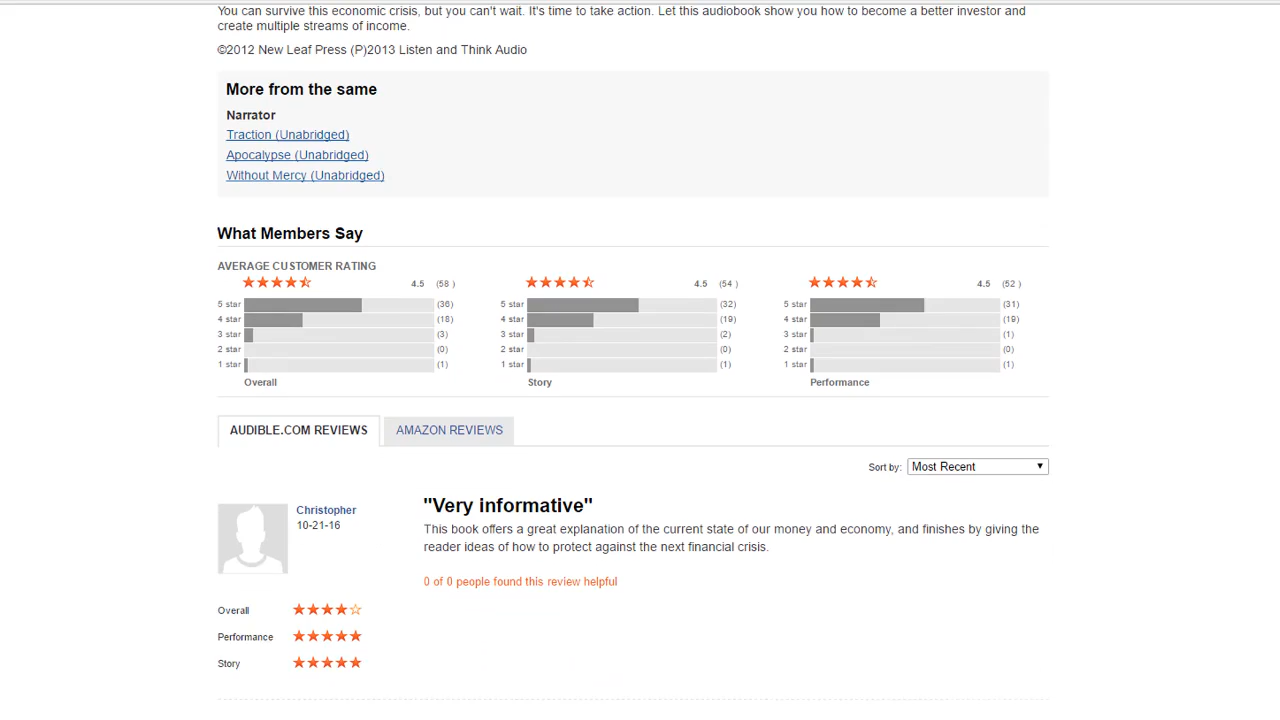 You can survive this economic crisis, but you can't wait. It's time to take action. Let this audiobook show you how to become a better investor and
create multiple streams of income.
©2012 New Leaf Press (P)2013 Listen and Think Audio
More from the same
Narrator
Traction (Unabridged)
Apocalypse (Unabridged)
Without Mercy (Unabridged)
What Members Say
AVERAGE CUSTOMER RATING
4.5 (58 )
5 star (36)
4 star (18)
3 star (3)
2 star (0)
1 star (1)
Overall
4.5 (54 )
5 star (32)
4 star (19)
3 star (2)
2 star (0)
1 star (1)
Story
4.5 (52 )
5 star (31)
4 star (19)
3 star (1)
2 star (0)
1 star (1)
Performance
AUDIBLE.COM REVIEWS
AMAZON REVIEWS
Sort by: Most Recent
Christopher
10-21-16
Overall
Performance
Story
"Very informative"
This book offers a great explanation of the current state of our money and economy, and finishes by giving the
reader ideas of how to protect against the next financial crisis.
0 of 0 people found this review helpful